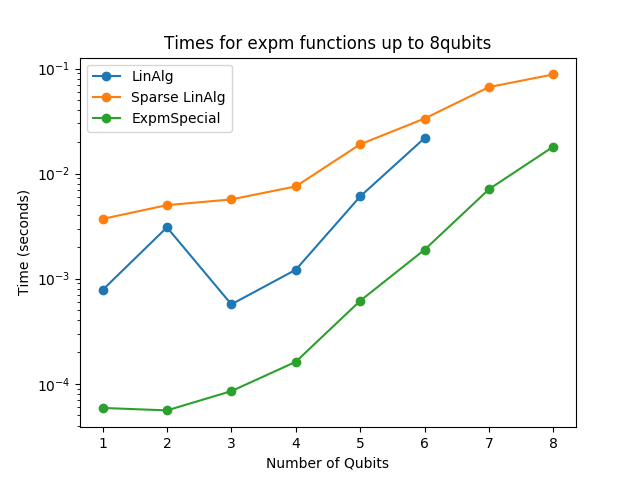 Times for expm functions up to 8qubits
LinAlg
Sparse LinAlg
ExpmSpecial
Time (seconds)
10⁻¹
10⁻²
10⁻³
10⁻⁴
1 2 3 4 5 6 7 8
Number of Qubits